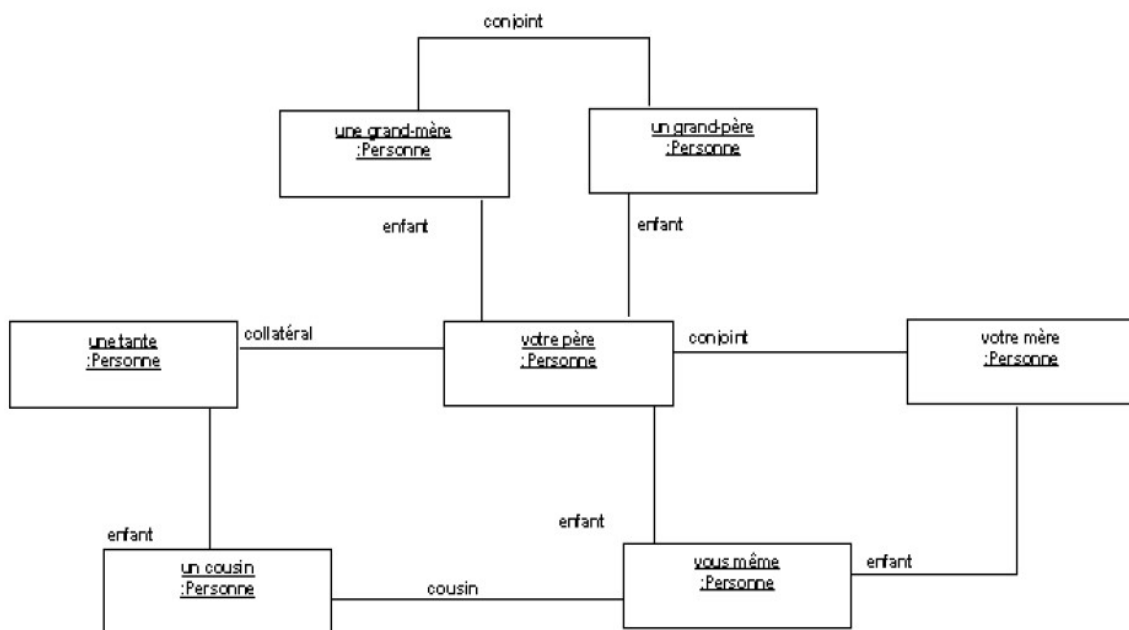 conjoint
une grand-mère
:Personne
un grand-père
:Personne
enfant
enfant
une tante
:Personne
collatéral
votre père
:Personne
conjoint
votre mère
:Personne
enfant
un cousin
:Personne
cousin
enfant
vous même
:Personne
enfant